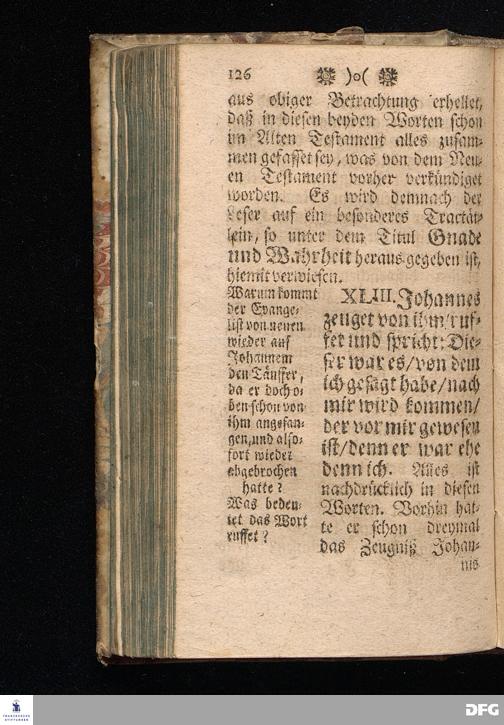 126 )o(
aus obiger Betrachtung erhellet,
daß in diesen beyden Worten schon
im Alten Testament alles zusam-
men gefasset sey, was von dem Neu-
en Testament vorher verkündiget
worden. Es wird demnach der
Leser auf ein besonderes Tractät-
lein, so unter dem Titul Gnade
und Wahrheit heraus gegeben ist,
hiemit verwiesen.
Warum kommt
der Evange-
list von neuen
wieder auf
Johannem
den Täuffer,
da er doch o-
ben schon von
ihm angefan-
gen, und also-
fort wieder
abgebrochen
hatte?
Was bedeu-
tet das Wort
ruffet?
XLIII. Johannes
zeuget von ihm/ ruf-
fet und spricht: Die-
ser war es/ von dem
ich gesagt habe/ nach
mir wird kommen/
der vor mir gewesen
ist/ denn er war ehe
denn ich. Alles ist
nachdrücklich in diesen
Worten. Vorhin hat-
te er schon dreymal
das Zeugniß Johan-
nis
FRANCKESCHE
STIFTUNGEN
DFG